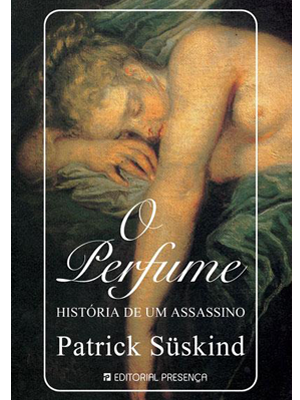 O
Perfume
HISTÓRIA DE UM ASSASSINO
Patrick Süskind
EDITORIAL PRESENÇA